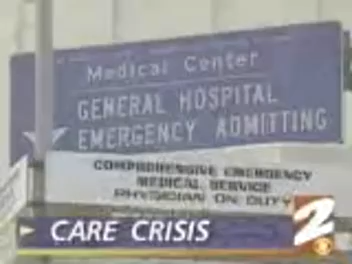 Medical Center
GENERAL HOSPITAL
EMERGENCY ADMITTING
COMPREHENSIVE EMERGENCY
MEDICAL SERVICE
PHYSICIAN ON DUTY
CARE CRISIS
2